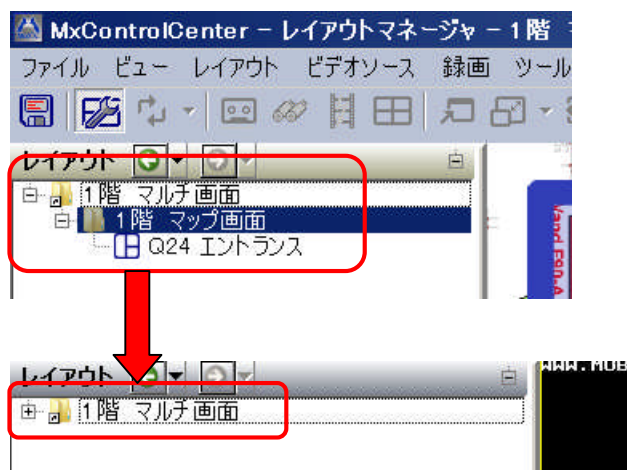 MxControlCenter - レイアウトマネージャ - 1階
ファイル ビュー レイアウト ビデオソース 録画 ツール
レイアウト
1階 マルチ画面
1階 マップ画面
Q24 エントランス
レイアウト
1階 マルチ画面
WWW.MOB